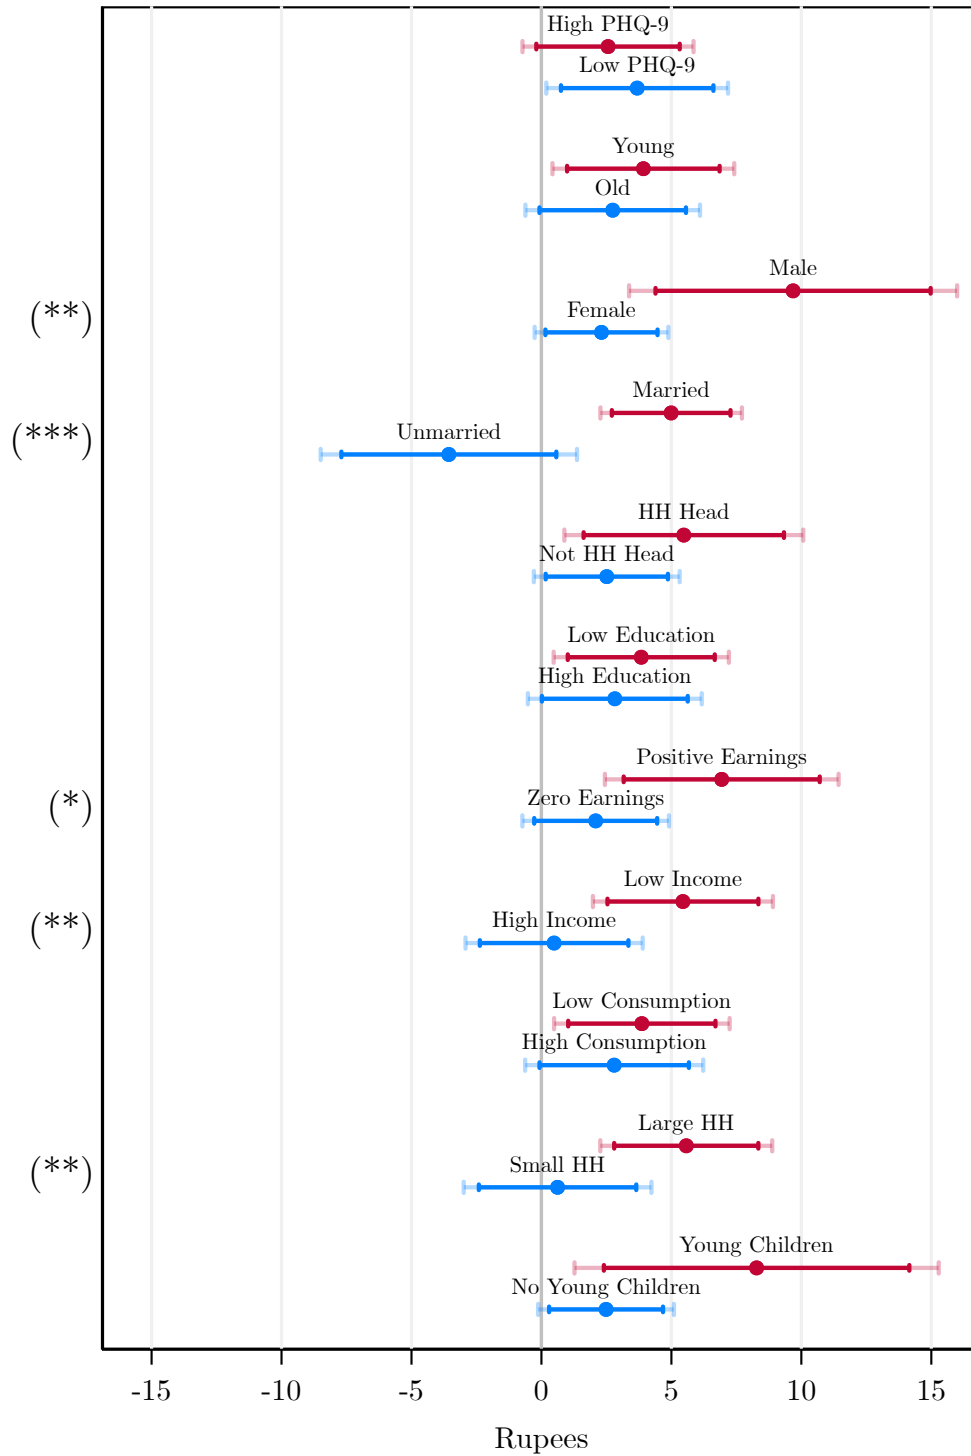 High PHQ-9
Low PHQ-9
Young
Old
Male
(**)
Female
Married
(***)
Unmarried
HH Head
Not HH Head
Low Education
High Education
Positive Earnings
(*)
Zero Earnings
Low Income
(**)
High Income
Low Consumption
High Consumption
Large HH
(**)
Small HH
Young Children
No Young Children
-15 -10 -5 0 5 10 15
Rupees